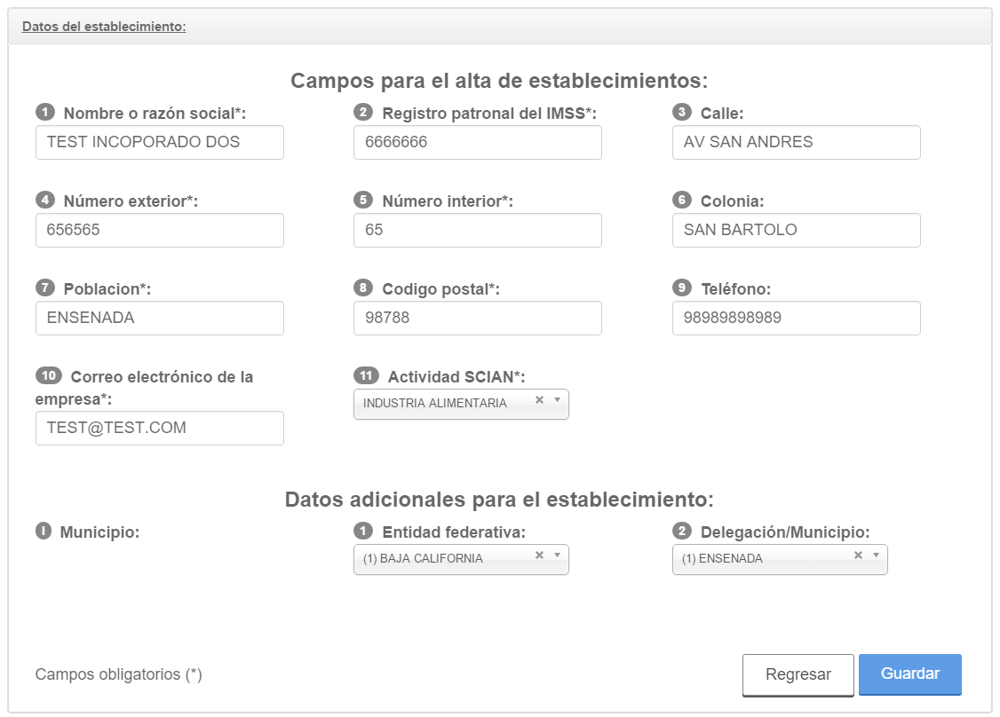 Datos del establecimiento:
Campos para el alta de establecimientos:
1 Nombre o razón social*:
TEST INCOPORADO DOS
2 Registro patronal del IMSS*:
6666666
3 Calle:
AV SAN ANDRES
4 Número exterior*:
656565
5 Número interior*:
65
6 Colonia:
SAN BARTOLO
7 Poblacion*:
ENSENADA
8 Codigo postal*:
98788
9 Teléfono:
98989898989
10 Correo electrónico de la
empresa*:
TEST@TEST.COM
11 Actividad SCIAN*:
INDUSTRIA ALIMENTARIA
Datos adicionales para el establecimiento:
I Municipio:
1 Entidad federativa:
(1) BAJA CALIFORNIA
2 Delegación/Municipio:
(1) ENSENADA
Campos obligatorios (*)
Regresar
Guardar